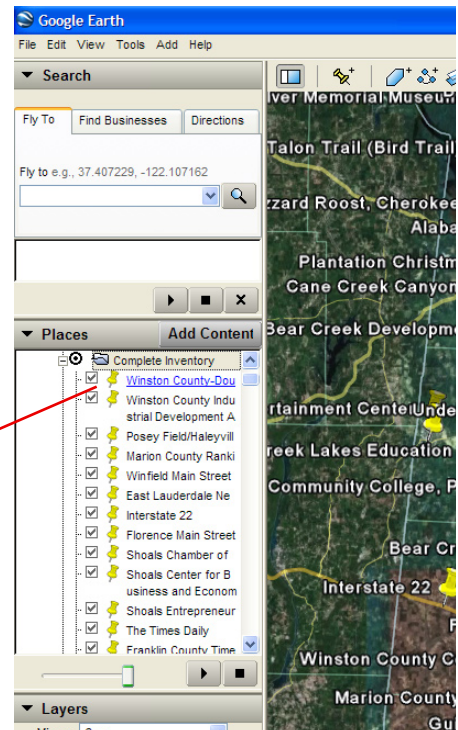 Google Earth
File Edit View Tools Add Help
Search
Fly To Find Businesses Directions
Fly to e.g., 37.407229, -122.107162
Places Add Content
Complete Inventory
Winston County-Dou
Winston County Indu
strial Development A
Posey Field/Haleyvill
Marion County Ranki
Winfield Main Street
East Lauderdale Ne
Interstate 22
Florence Main Street
Shoals Chamber of
Shoals Center for B
usiness and Econom
Shoals Entrepreneur
The Times Daily
Franklin County Time
Layers
iver Memorial Museum
Talon Trail (Bird Trail
zzard Roost, Cherokee
Alaba
Plantation Christm
Cane Creek Canyon
Bear Creek Developme
rtainment Center
Unde
reek Lakes Education
Community College, P
Bear Cr
Interstate 22
Winston County C
Marion County
Gui